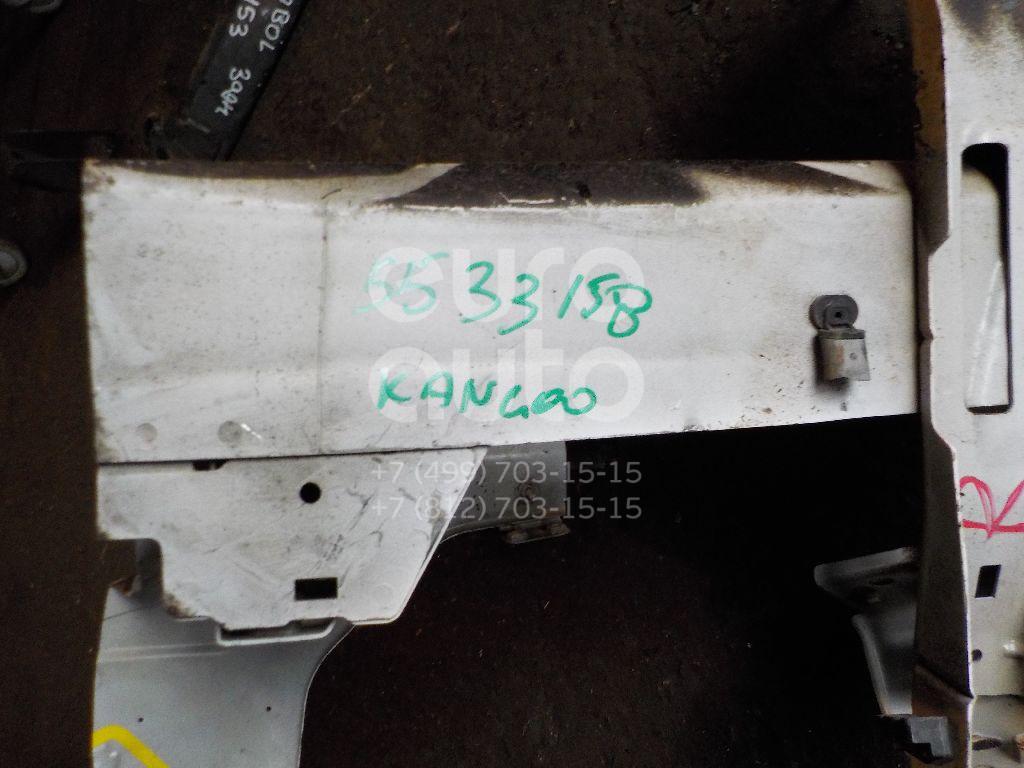 5533158
KANGOO
euro
auto
+7 (499) 703-15-15
+7 (812) 703-15-15